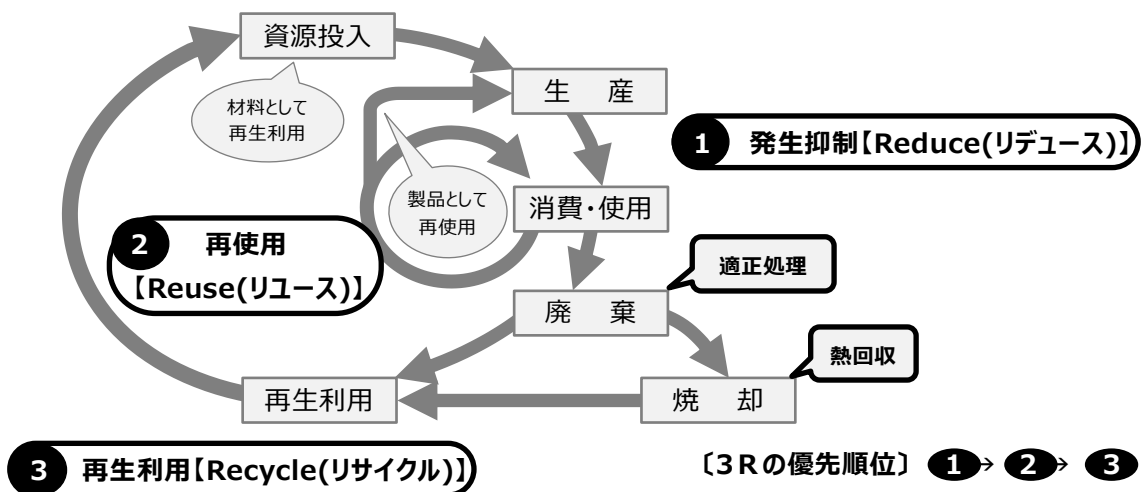 資源投入
材料として
再生利用
生　産
1 発生抑制【Reduce(リデュース)】
製品として
再使用
消費・使用
2 再使用
【Reuse(リユース)】
適正処理
廃　棄
熱回収
再生利用
焼　却
3 再生利用【Recycle(リサイクル)】
〔3Rの優先順位〕 1→ 2→ 3